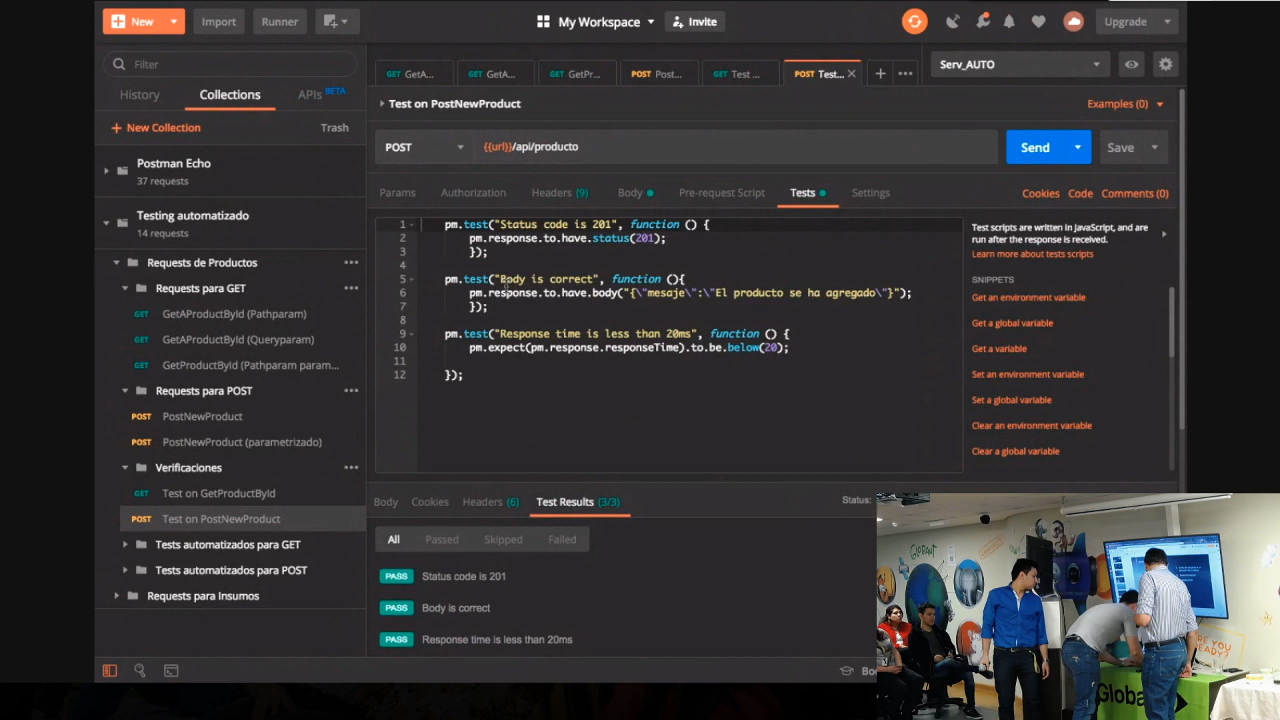 New
Import
Runner
My Workspace
Invite
Upgrade
Filter
History
Collections
APIs BETA
New Collection
Trash
Postman Echo
37 requests
Testing automatizado
14 requests
Requests de Productos
Requests para GET
GET GetAProductById (Pathparam)
GET GetAProductById (Queryparam)
GET GetProductById (Pathparam param...
Requests para POST
POST PostNewProduct
POST PostNewProduct (parametrizado)
Verificaciones
GET Test on GetProductById
POST Test on PostNewProduct
Tests automatizados para GET
Tests automatizados para POST
Requests para Insumos
GET GetA...
GET GetA...
GET GetPr...
POST Post...
GET Test ...
POST Test...
Serv_AUTO
Test on PostNewProduct
Examples (0)
POST
{{url}}/api/producto
Send
Save
Params
Authorization
Headers (9)
Body
Pre-request Script
Tests
Settings
Cookies
Code
Comments (0)
1 pm.test("Status code is 201", function () {
2 pm.response.to.have.status(201);
3 });
4
5 pm.test("Body is correct", function (){
6 pm.response.to.have.body("{\"mesaje\":\"El producto se ha agregado\"}");
7 });
8
9 pm.test("Response time is less than 20ms", function () {
10 pm.expect(pm.response.responseTime).to.be.below(20);
11
12 });
Test scripts are written in JavaScript, and are
run after the response is received.
Learn more about tests scripts
SNIPPETS
Get an environment variable
Get a global variable
Get a variable
Set an environment variable
Set a global variable
Clear an environment variable
Clear a global variable
Body
Cookies
Headers (6)
Test Results (3/3)
Status:
All
Passed
Skipped
Failed
PASS Status code is 201
PASS Body is correct
PASS Response time is less than 20ms
Bo
GLOBANT
ARE YOU
READY?
Globa